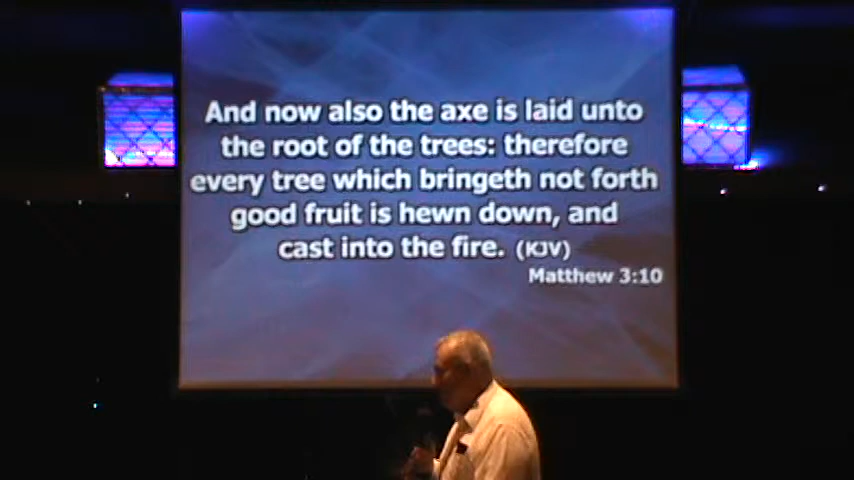 And now also the axe is laid unto
the root of the trees: therefore
every tree which bringeth not forth
good fruit is hewn down, and
cast into the fire. (KJV)
Matthew 3:10